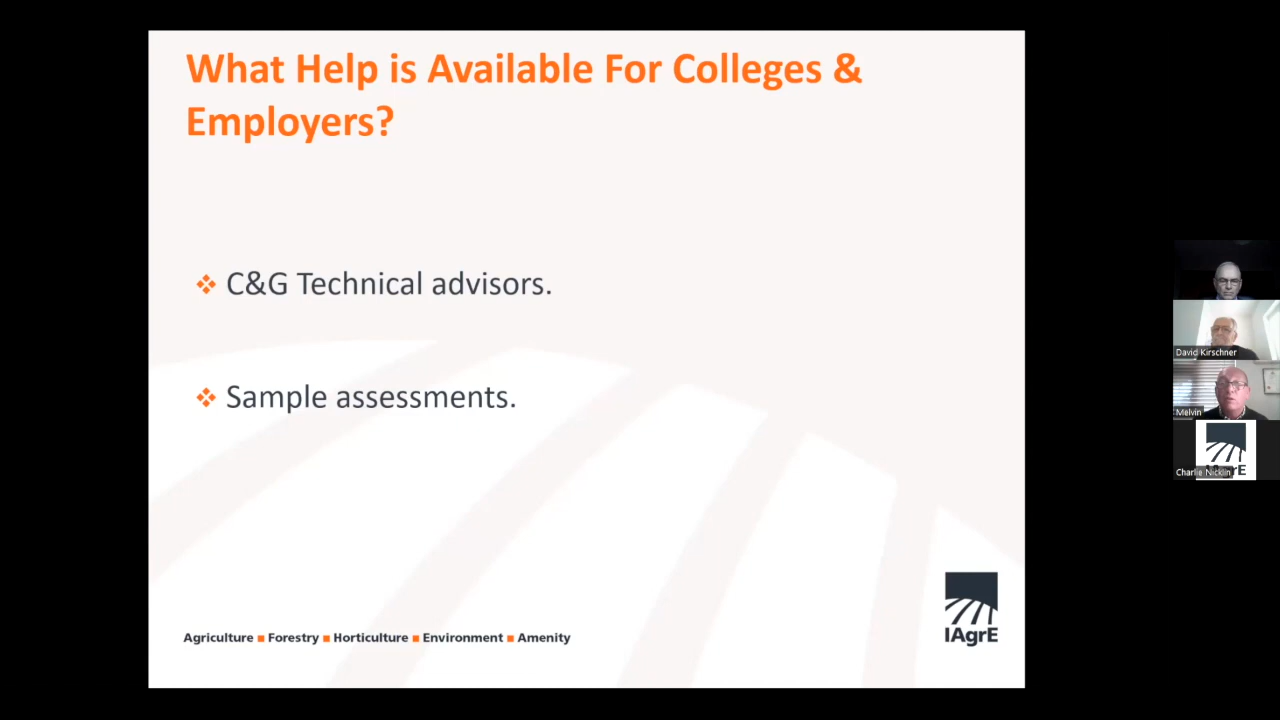 What Help is Available For Colleges &
Employers?
C&G Technical advisors.
Sample assessments.
Agriculture ■ Forestry ■ Horticulture ■ Environment ■ Amenity
IAgrE
David Kirschner
Melvin
Charlie Nicklin